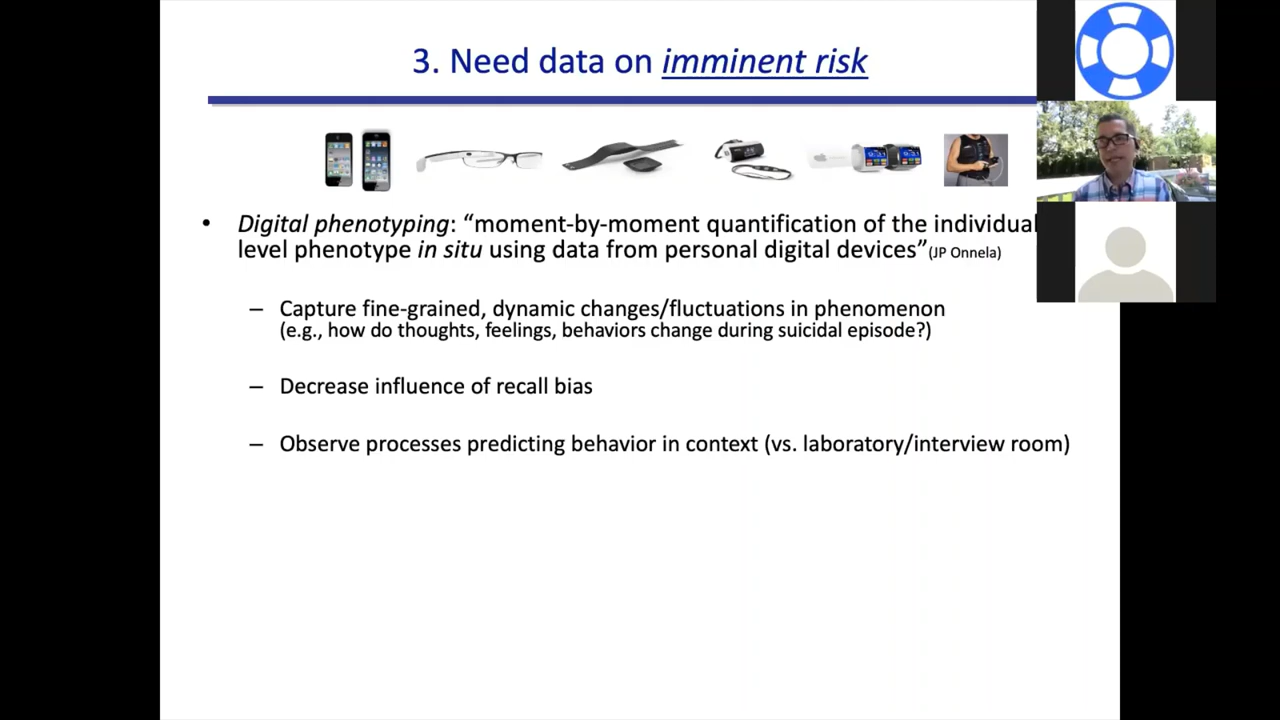 3. Need data on imminent risk
• Digital phenotyping: “moment-by-moment quantification of the individual
level phenotype in situ using data from personal digital devices”(JP Onnela)
– Capture fine-grained, dynamic changes/fluctuations in phenomenon
(e.g., how do thoughts, feelings, behaviors change during suicidal episode?)
– Decrease influence of recall bias
– Observe processes predicting behavior in context (vs. laboratory/interview room)